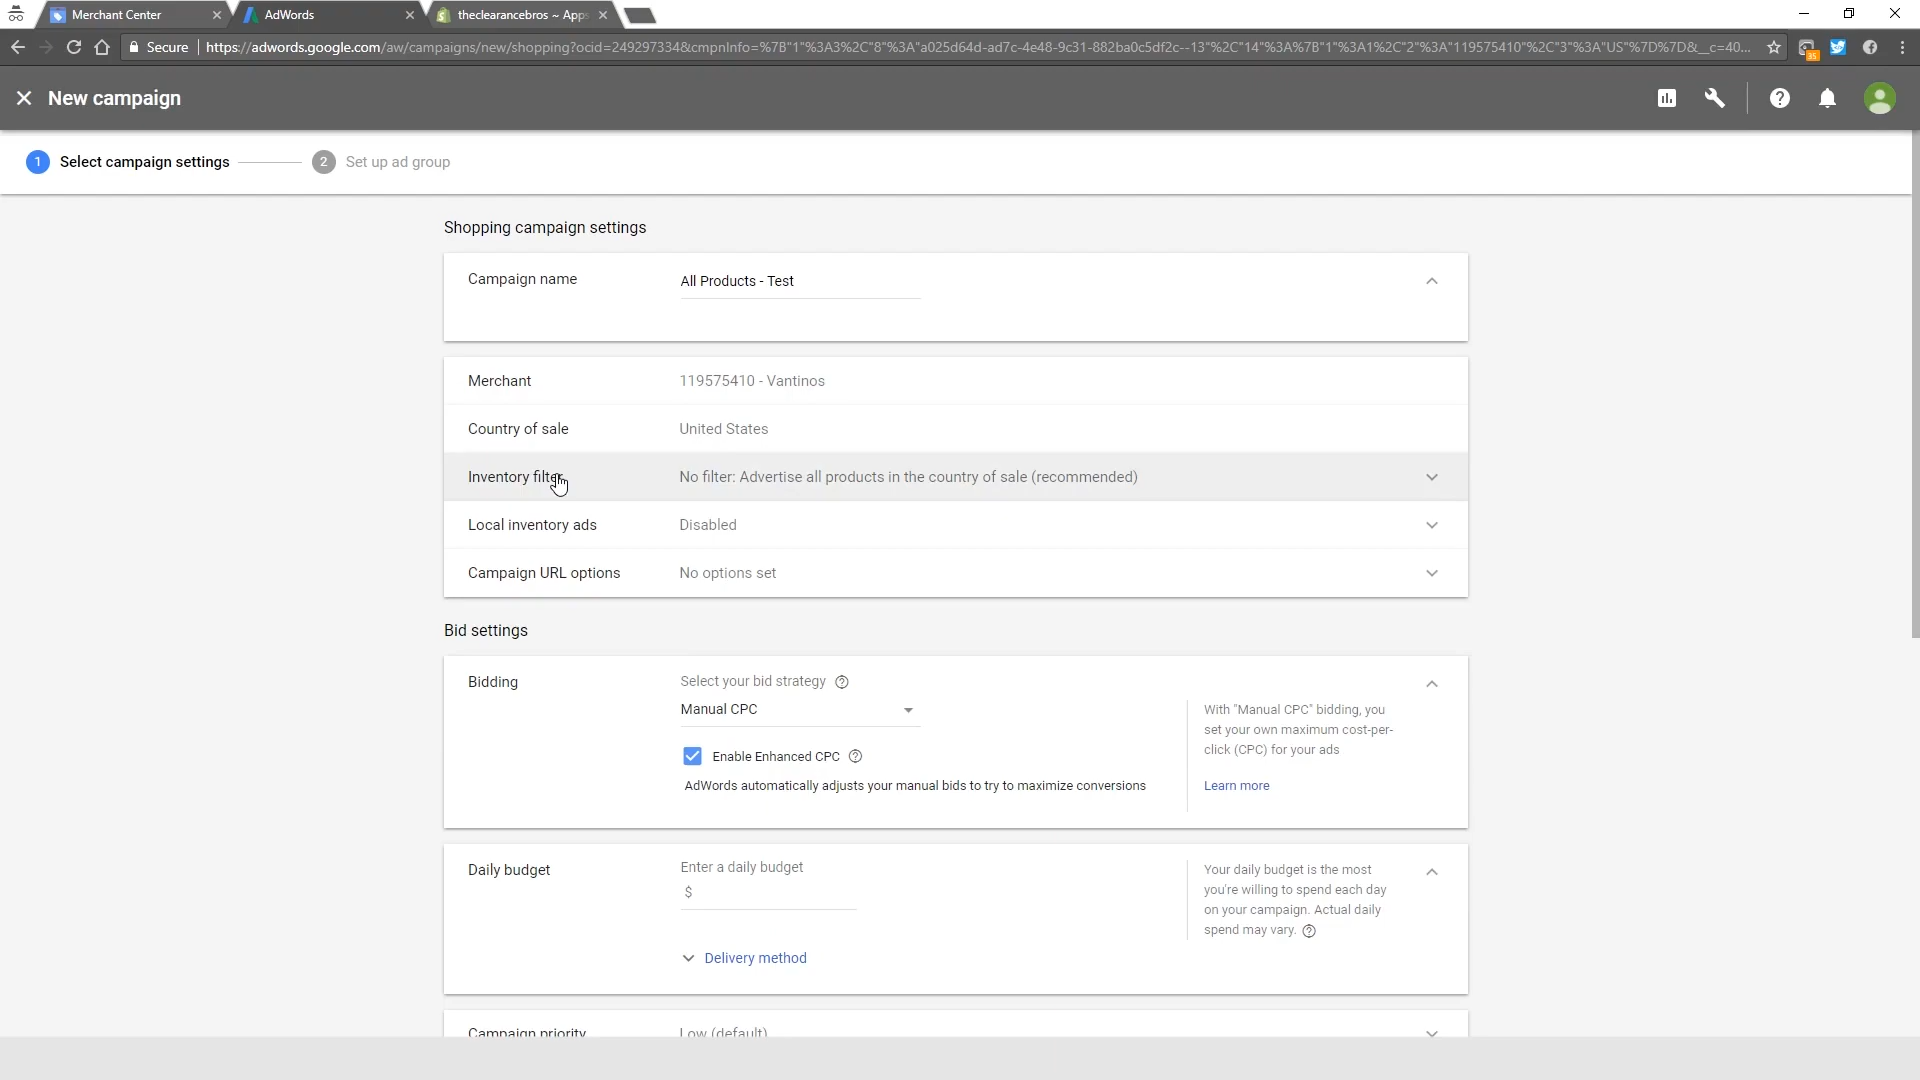 Merchant Center
AdWords
theclearancebros ~ Apps
Secure
https://adwords.google.com/aw/campaigns/new/shopping?ocid=249297334&cmpnInfo=%7B"1"%3A3%2C"8"%3A"a025d64d-ad7c-4e48-9c31-882ba0c5df2c--13"%2C"14"%3A%7B"1"%3A1%2C"2"%3A"119575410"%2C"3"%3A"US"%7D%7D&__c=40...
New campaign
1 Select campaign settings
2 Set up ad group
Shopping campaign settings
Campaign name
All Products - Test
Merchant
119575410 - Vantinos
Country of sale
United States
Inventory filter
No filter: Advertise all products in the country of sale (recommended)
Local inventory ads
Disabled
Campaign URL options
No options set
Bid settings
Bidding
Select your bid strategy
Manual CPC
Enable Enhanced CPC
AdWords automatically adjusts your manual bids to try to maximize conversions
With "Manual CPC" bidding, you
set your own maximum cost-per-
click (CPC) for your ads
Learn more
Daily budget
Enter a daily budget
$
Delivery method
Your daily budget is the most
you're willing to spend each day
on your campaign. Actual daily
spend may vary.
Campaign priority
Low (default)